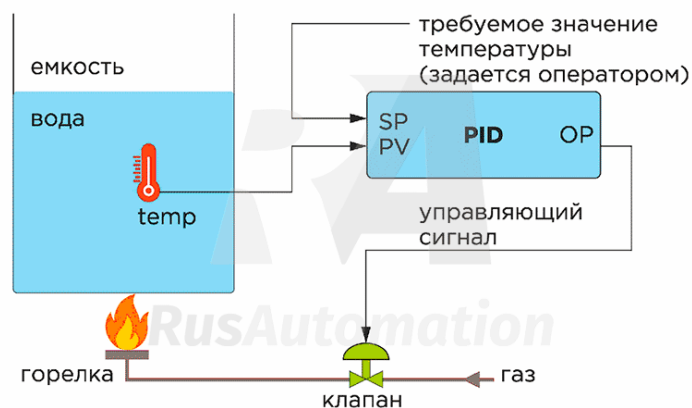 требуемое значение
температуры
(задается оператором)
емкость
вода
temp
SP
PV
PID
OP
управляющий
сигнал
RusAutomation
горелка
клапан
газ